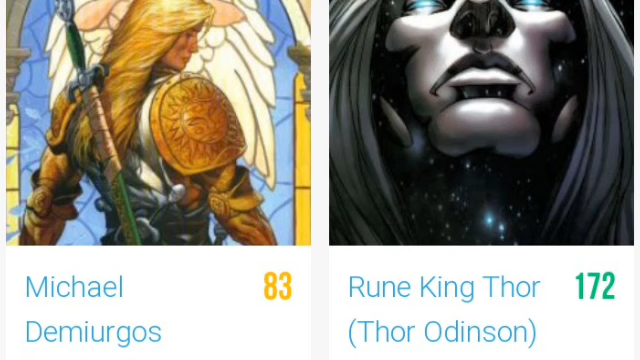 Michael
Demiurgos
83
Rune King Thor
(Thor Odinson)
172